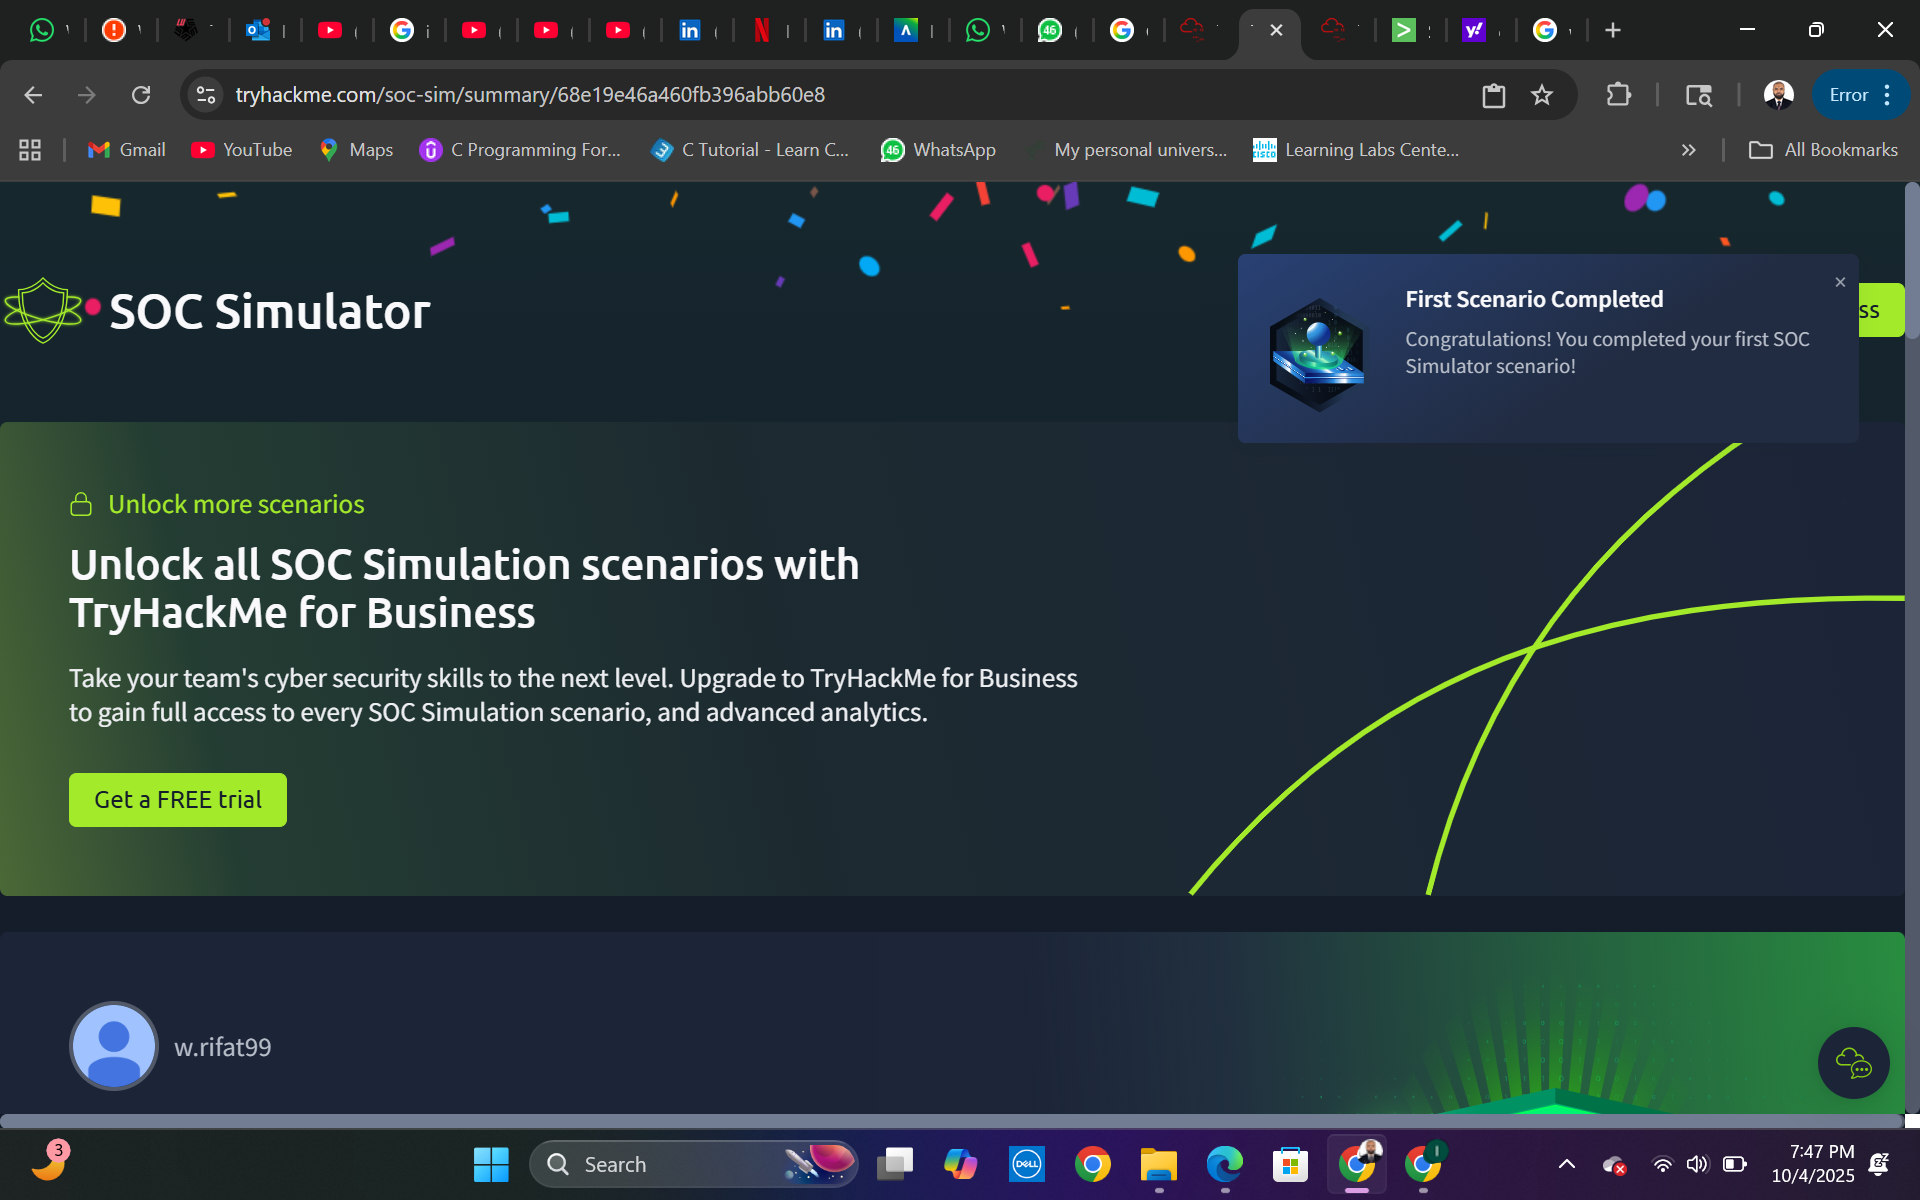 tryhackme.com/soc-sim/summary/68e19e46a460fb396abb60e8
Error
Gmail
YouTube
Maps
C Programming For...
C Tutorial - Learn C...
46
WhatsApp
My personal univers...
Learning Labs Cente...
All Bookmarks
SOC Simulator
First Scenario Completed
Congratulations! You completed your first SOC
Simulator scenario!
ss
Unlock more scenarios
Unlock all SOC Simulation scenarios with
TryHackMe for Business
Take your team's cyber security skills to the next level. Upgrade to TryHackMe for Business
to gain full access to every SOC Simulation scenario, and advanced analytics.
Get a FREE trial
w.rifat99
3
Search
DELL
7:47 PM
10/4/2025